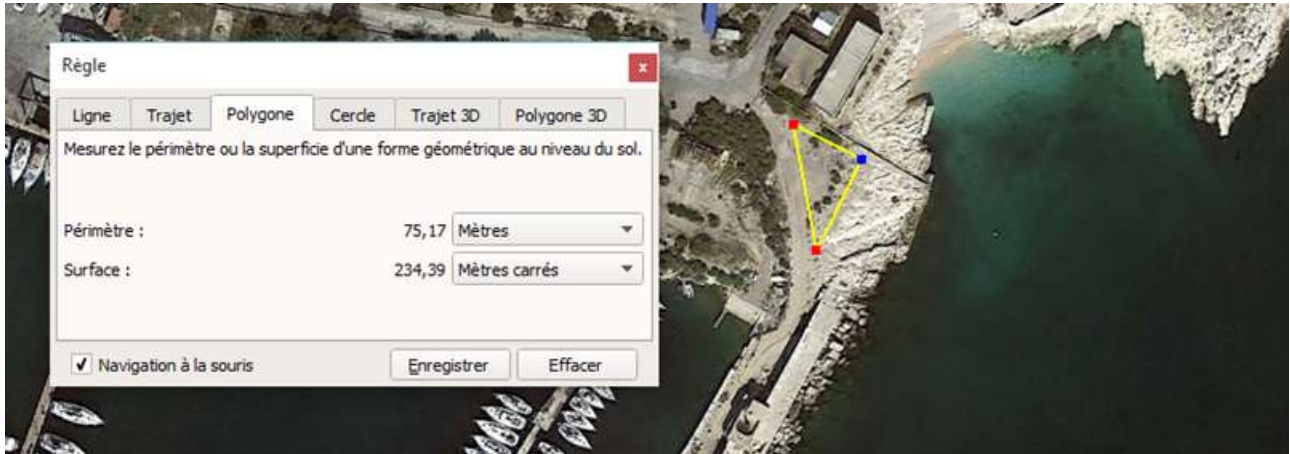 Règle
x
Ligne Trajet Polygone Cercle Trajet 3D Polygone 3D
Mesurez le périmètre ou la superficie d'une forme géométrique au niveau du sol.
Périmètre : 75,17 Mètres
Surface : 234,39 Mètres carrés
Navigation à la souris Enregistrer Effacer